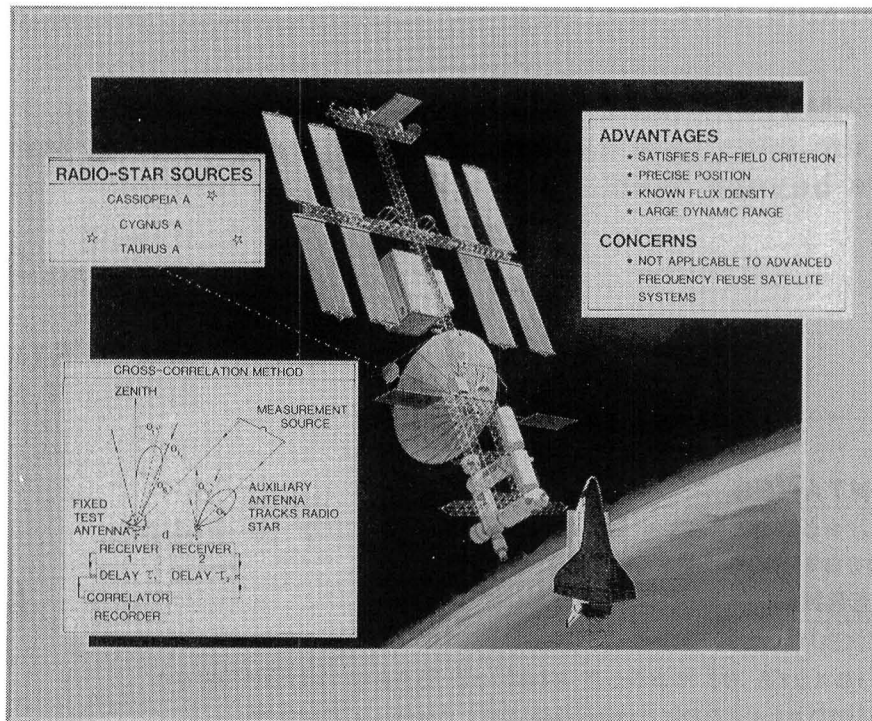 RADIO-STAR SOURCES
CASSIOPEIA A
CYGNUS A
TAURUS A
ADVANTAGES
* SATISFIES FAR-FIELD CRITERION
* PRECISE POSITION
* KNOWN FLUX DENSITY
* LARGE DYNAMIC RANGE
CONCERNS
* NOT APPLICABLE TO ADVANCED
FREQUENCY REUSE SATELLITE
SYSTEMS
CROSS-CORRELATION METHOD
ZENITH
MEASUREMENT
SOURCE
AUXILIARY
ANTENNA
TRACKS RADIO
STAR
FIXED
TEST
ANTENNA
d
RECEIVER
1
RECEIVER
2
DELAY τ₁
DELAY τ₂
CORRELATOR
RECORDER